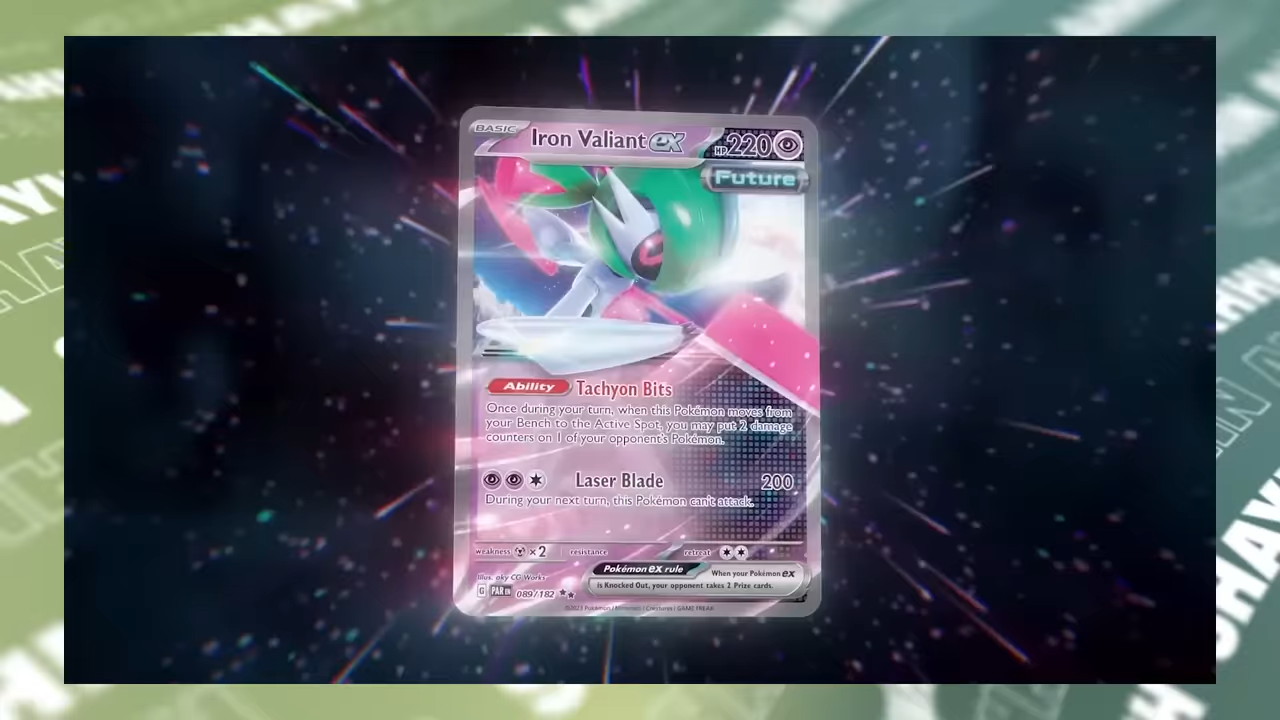 BASIC Iron Valiant ex HP 220
Future
Ability Tachyon Bits
Once during your turn, when this Pokémon moves from
your Bench to the Active Spot, you may put 2 damage
counters on 1 of your opponent's Pokémon.
Laser Blade 200
During your next turn, this Pokémon can't attack.
weakness ×2 resistance retreat
Pokémon ex rule When your Pokémon ex
is Knocked Out, your opponent takes 2 Prize cards.
Illus. aky CG Works
G PAR EN 089/182
©2023 Pokémon / Nintendo / Creatures / GAME FREAK